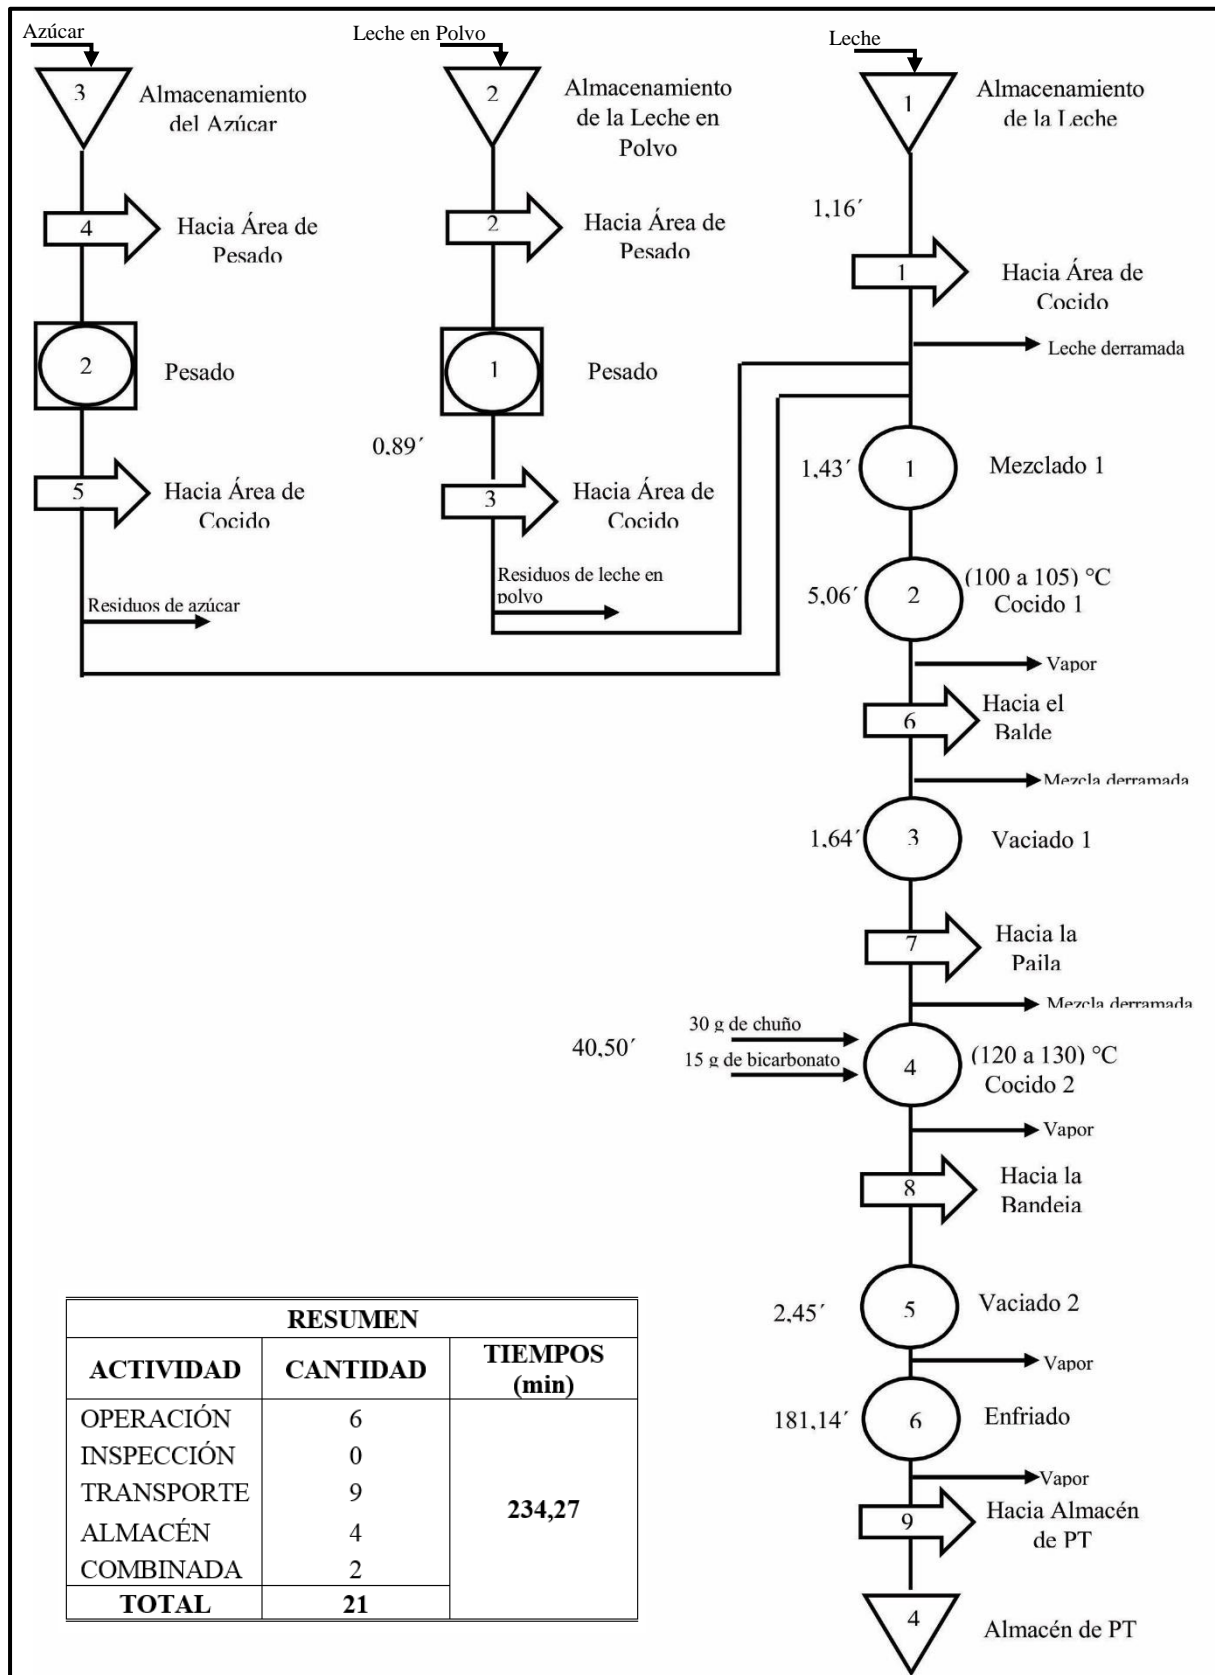 Azúcar
3
Almacenamiento
del Azúcar
4
Hacia Área de
Pesado
2
Pesado
5
Hacia Área de
Cocido
Residuos de azúcar
Leche en Polvo
2
Almacenamiento
de la Leche en
Polvo
2
Hacia Área de
Pesado
1
Pesado
0,89´
3
Hacia Área de
Cocido
Residuos de leche en
polvo
Leche
1
Almacenamiento
de la Leche
1,16´
1
Hacia Área de
Cocido
Leche derramada
1,43´
1
Mezclado 1
5,06´
2
(100 a 105) °C
Cocido 1
Vapor
6
Hacia el
Balde
Mezcla derramada
1,64´
3
Vaciado 1
7
Hacia la
Paila
Mezcla derramada
30 g de chuño
40,50´
15 g de bicarbonato
4
(120 a 130) °C
Cocido 2
Vapor
8
Hacia la
Bandeja
2,45´
5
Vaciado 2
Vapor
181,14´
6
Enfriado
Vapor
9
Hacia Almacén
de PT
4
Almacén de PT
RESUMEN
ACTIVIDAD CANTIDAD TIEMPOS
(min)
OPERACIÓN 6
INSPECCIÓN 0
TRANSPORTE 9
234,27
ALMACÉN 4
COMBINADA 2
TOTAL 21